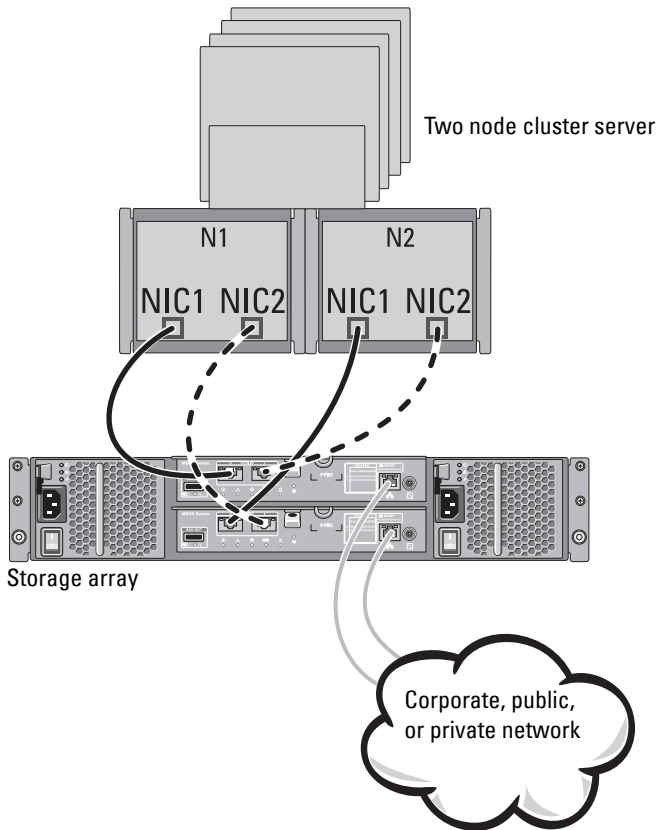 Two node cluster server
N1
N2
NIC1 NIC2
NIC1 NIC2
Storage array
Corporate, public,
or private network